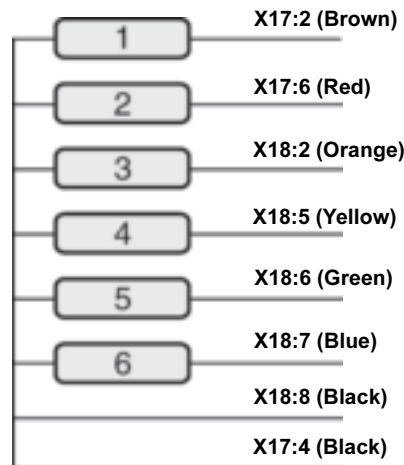 X17:2 (Brown)
1
X17:6 (Red)
2
X18:2 (Orange)
3
X18:5 (Yellow)
4
X18:6 (Green)
5
X18:7 (Blue)
6
X18:8 (Black)
X17:4 (Black)